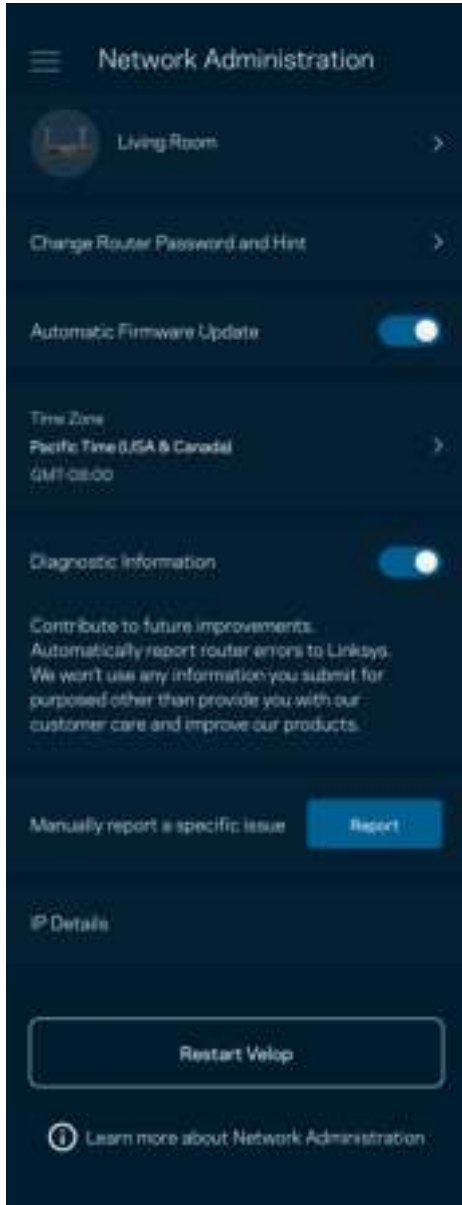 Network Administration
Living Room
Change Router Password and Hint
Automatic Firmware Update
Time Zone
Pacific Time (USA & Canada)
GMT-08:00
Diagnostic Information
Contribute to future improvements.
Automatically report router errors to Linksys.
We won't use any information you submit for
purposed other than provide you with our
customer care and improve our products.
Manually report a specific issue
Report
IP Details
Restart Velop
Learn more about Network Administration